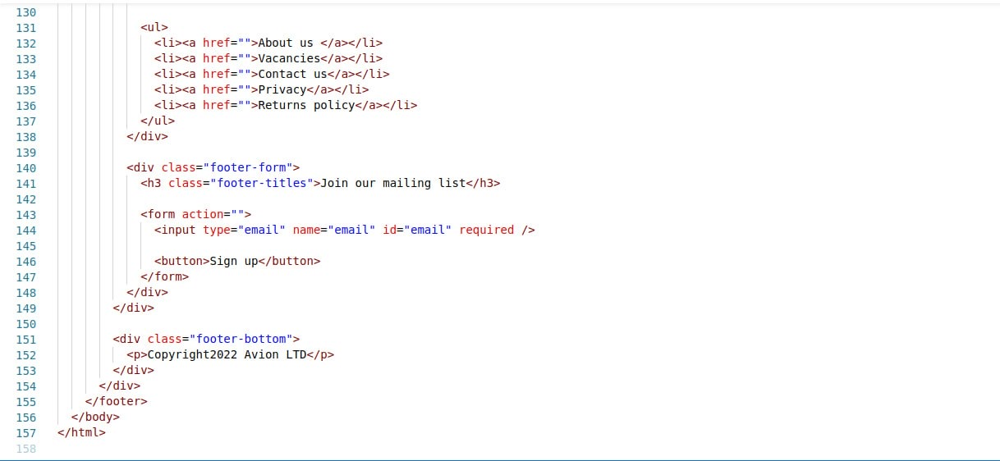 130
131 <ul>
132 <li><a href="">About us </a></li>
133 <li><a href="">Vacancies</a></li>
134 <li><a href="">Contact us</a></li>
135 <li><a href="">Privacy</a></li>
136 <li><a href="">Returns policy</a></li>
137 </ul>
138 </div>
139
140 <div class="footer-form">
141 <h3 class="footer-titles">Join our mailing list</h3>
142
143 <form action="">
144 <input type="email" name="email" id="email" required />
145
146 <button>Sign up</button>
147 </form>
148 </div>
149 </div>
150
151 <div class="footer-bottom">
152 <p>Copyright2022 Avion LTD</p>
153 </div>
154 </div>
155 </footer>
156 </body>
157 </html>
158